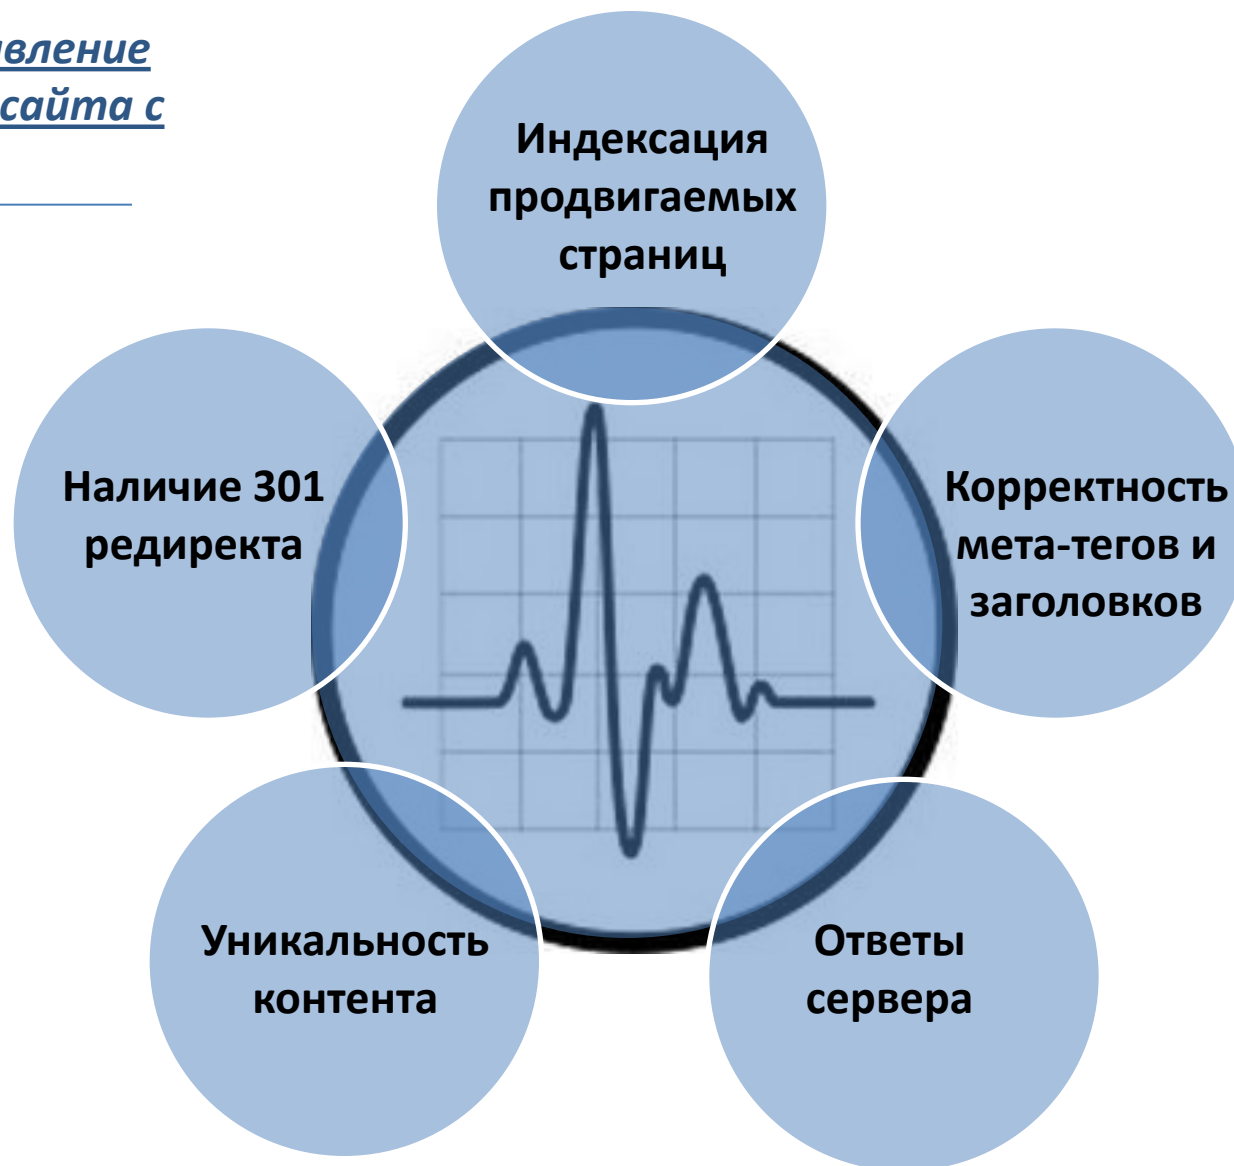 вление
сайта с
Индексация
продвигаемых
страниц
Наличие 301
редиректа
Корректность
мета-тегов и
заголовков
Уникальность
контента
Ответы
сервера